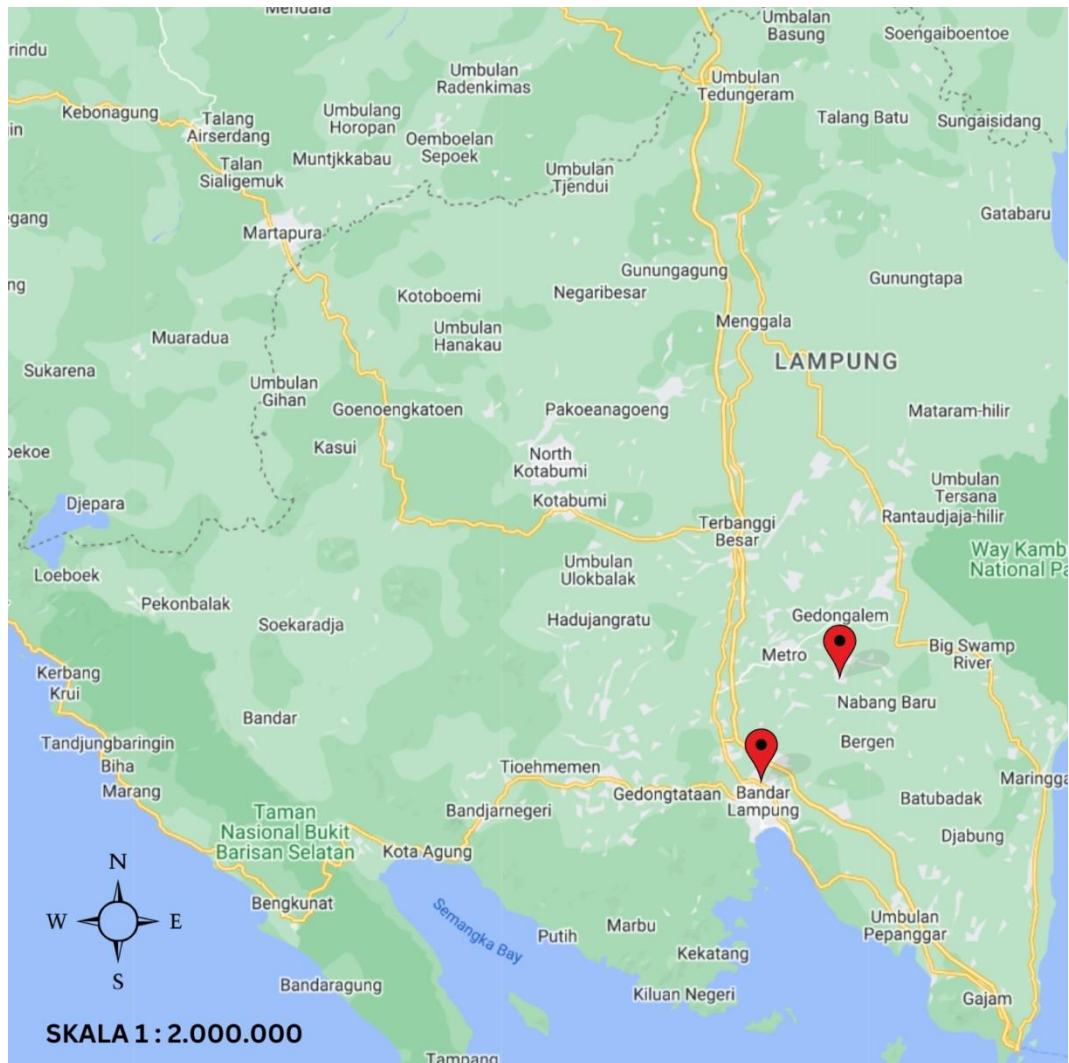 Mendala
Umbalan
Basung
Soengaiboentoe
rindu
Umbulan
Radenkimas
Umbulan
Tedungeram
Kebonagung
Talang
Airserdang
Umbulang
Horopan
Oemboelan
Sepoek
Talang Batu
Sungaisidang
in
Muntjkkabau
Talan
Sialigemuk
Umbulan
Tjendui
egang
Martapura
Gatabaru
Gunungagung
Gunungtapa
ng
Kotoboemi
Negaribesar
Menggala
Muaradua
Umbulan
Hanakau
LAMPUNG
Sukarena
Umbulan
Gihan
Goenoengkatoen
Pakoeanagoeng
Mataram-hilir
oekoe
Kasui
North
Kotabumi
Umbulan
Tersana
Djepara
Kotabumi
Rantaudjaja-hilir
Terbanggi
Besar
Way Kamb
National Pa
Loeboek
Umbulan
Ulokbalak
Pekonbalak
Soekaradja
Hadujangratu
Gedongalem
Big Swamp
River
Metro
Kerbang
Krui
Nabang Baru
Bandar
Tandjungbaringin
Bergen
Biha
Tioehmemen
Maringga
Marang
Gedongtataan
Bandar
Lampung
Batubadak
Bandjarnegeri
Taman
Nasional Bukit
Barisan Selatan
Djabung
Kota Agung
N
W
E
S
Bengkunat
Semangka Bay
Marbu
Umbulan
Pepanggar
Putih
Kekatang
Bandaragung
Kiluan Negeri
Gajam
SKALA 1 : 2.000.000
Tampang